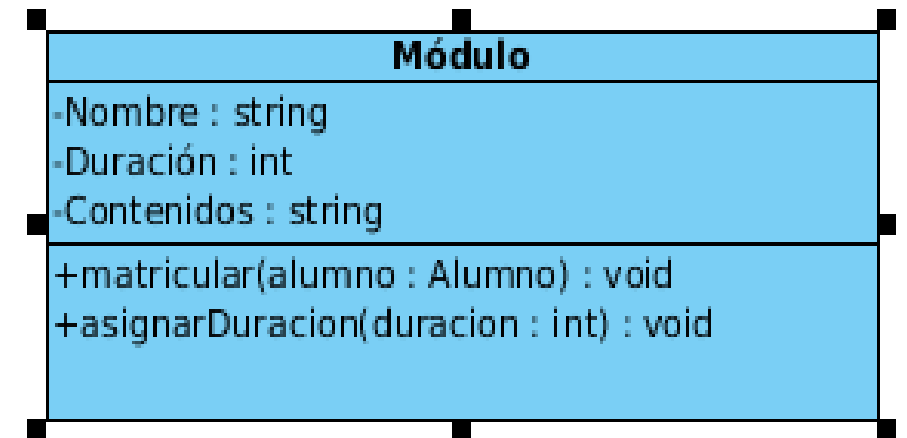 Módulo
-Nombre : string
-Duración : int
-Contenidos : string
+matricular(alumno : Alumno) : void
+asignarDuracion(duracion : int) : void